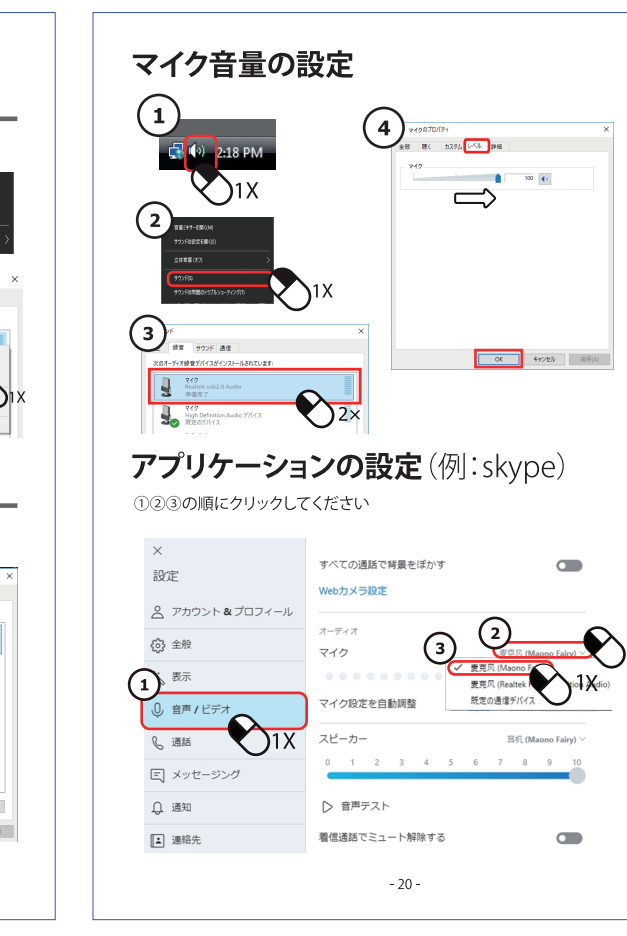 マイク音量の設定
1
2:18 PM
1X
2
音量ミキサーを開く(M)
サウンドの設定を開く(E)
立体音響 (オフ)
サウンド(S)
サウンドの問題のトラブルシューティング(T)
1X
3
録音 サウンド 通信
次のオーディオ録音デバイスがインストールされています:
マイク
Realtek usb2.0 Audio
準備完了
マイク
High Definition Audio デバイス
既定のデバイス
2×
4
マイクのプロパティ
全般 聴く カスタム レベル 詳細
マイク
100
OK キャンセル 適用(A)
アプリケーションの設定(例:skype)
①②③の順にクリックしてください
設定
アカウント & プロフィール
全般
表示
1
音声 / ビデオ
1X
通話
メッセージング
通知
連絡先
すべての通話で背景をぼかす
Webカメラ設定
オーディオ
マイク
2
麦克风 (Maono Fairy)
3
麦克风 (Maono F
麦克风 (Realtek
tion Audio)
既定の通信デバイス
1X
マイク設定を自動調整
スピーカー
耳机 (Maono Fairy)
0 1 2 3 4 5 6 7 8 9 10
音声テスト
着信通話でミュート解除する
- 20 -
1X